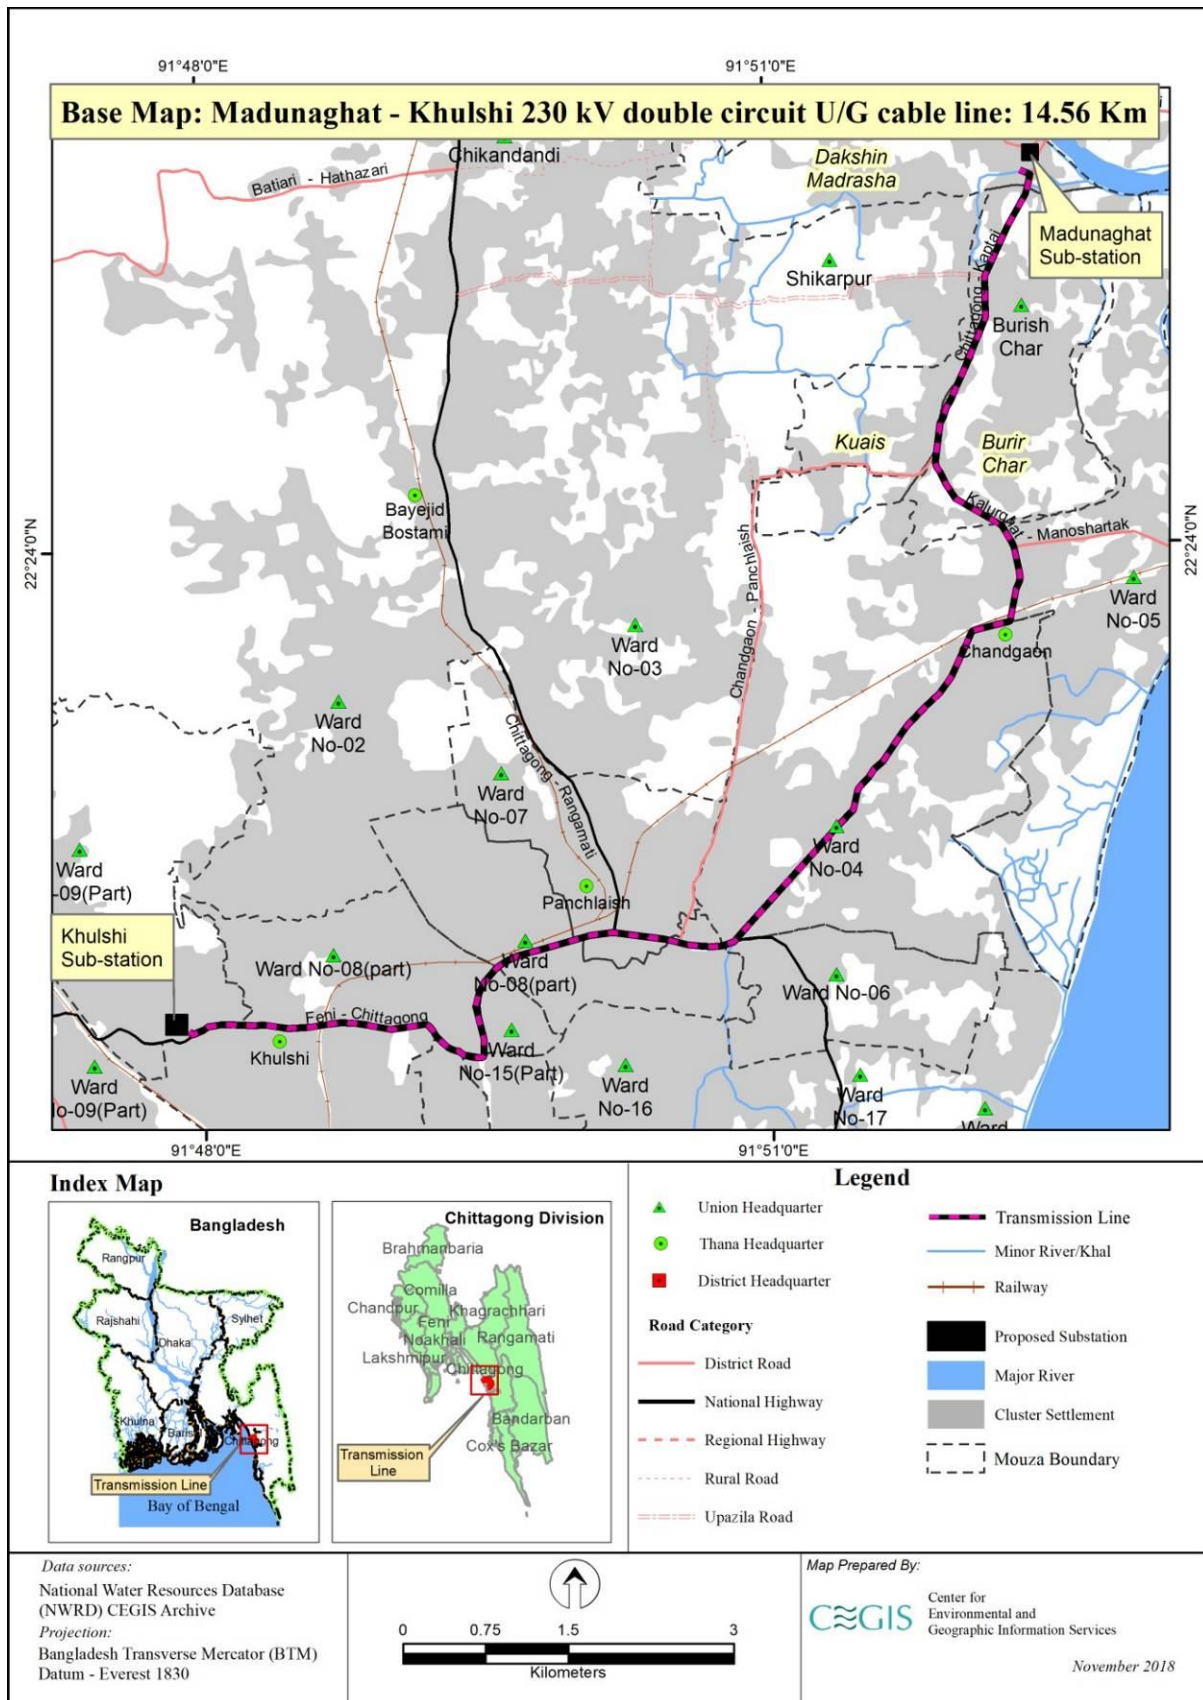 91°48'0"E
91°51'0"E
Base Map: Madunaghat - Khulshi 230 kV double circuit U/G cable line: 14.56 Km
Chikandandi
Batiari - Hathazari
Dakshin
Madrasha
Madunaghat
Sub-station
Shikarpur
Chittagong - Kaptai
Burish
Char
Kuais
Burir
Char
Bayejid
Bostami
Kalurghat
- Manoshartak
22°24'0"N
22°24'0"N
Ward
No-05
Chandgaon - Panchlaish
Ward
No-03
Chandgaon
Ward
No-02
Chittagong - Rangamati
Ward
No-07
Ward
No-04
Ward
-09(Part)
Panchlaish
Khulshi
Sub-station
Ward No-08(part)
Ward
No-08(part)
Ward No-06
Feni - Chittagong
Khulshi
Ward
No-15(Part)
Ward
lo-09(Part)
Ward
No-16
Ward
No-17
Ward
91°48'0"E
91°51'0"E
Index Map
Bangladesh
Rangpur
Rajshahi
Sylhet
Dhaka
Khulna
Barisal
Chittagong
Transmission Line
Bay of Bengal
Chittagong Division
Brahmanbaria
Comilla
Chandpur
Khagrachhari
Feni
Noakhali
Rangamati
Lakshmipur
Chittagong
Bandarban
Cox's Bazar
Transmission
Line
Legend
Union Headquarter
Thana Headquarter
District Headquarter
Road Category
District Road
National Highway
Regional Highway
Rural Road
Upazila Road
Transmission Line
Minor River/Khal
Railway
Proposed Substation
Major River
Cluster Settlement
Mouza Boundary
Data sources:
National Water Resources Database
(NWRD) CEGIS Archive
Projection:
Bangladesh Transverse Mercator (BTM)
Datum - Everest 1830
0 0.75 1.5 3
Kilometers
Map Prepared By:
CEGIS
Center for
Environmental and
Geographic Information Services
November 2018